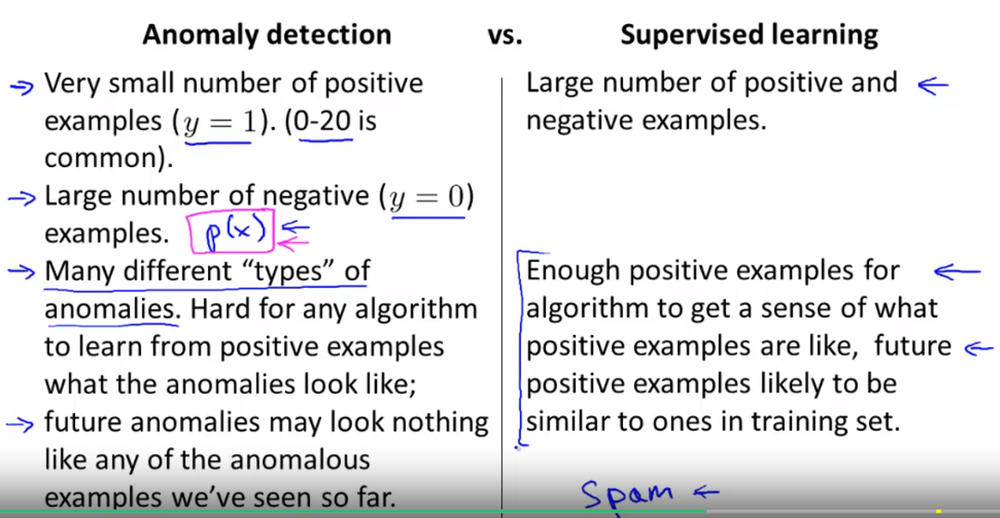 Anomaly detection vs. Supervised learning
→ Very small number of positive
examples (y = 1). (0-20 is
common).
→ Large number of negative (y = 0)
examples. p(x) ←
→ Many different “types” of
anomalies. Hard for any algorithm
to learn from positive examples
what the anomalies look like;
→ future anomalies may look nothing
like any of the anomalous
examples we’ve seen so far.
Large number of positive and ←
negative examples.
Enough positive examples for ←
algorithm to get a sense of what
positive examples are like, future ←
positive examples likely to be
similar to ones in training set.
Spam ←